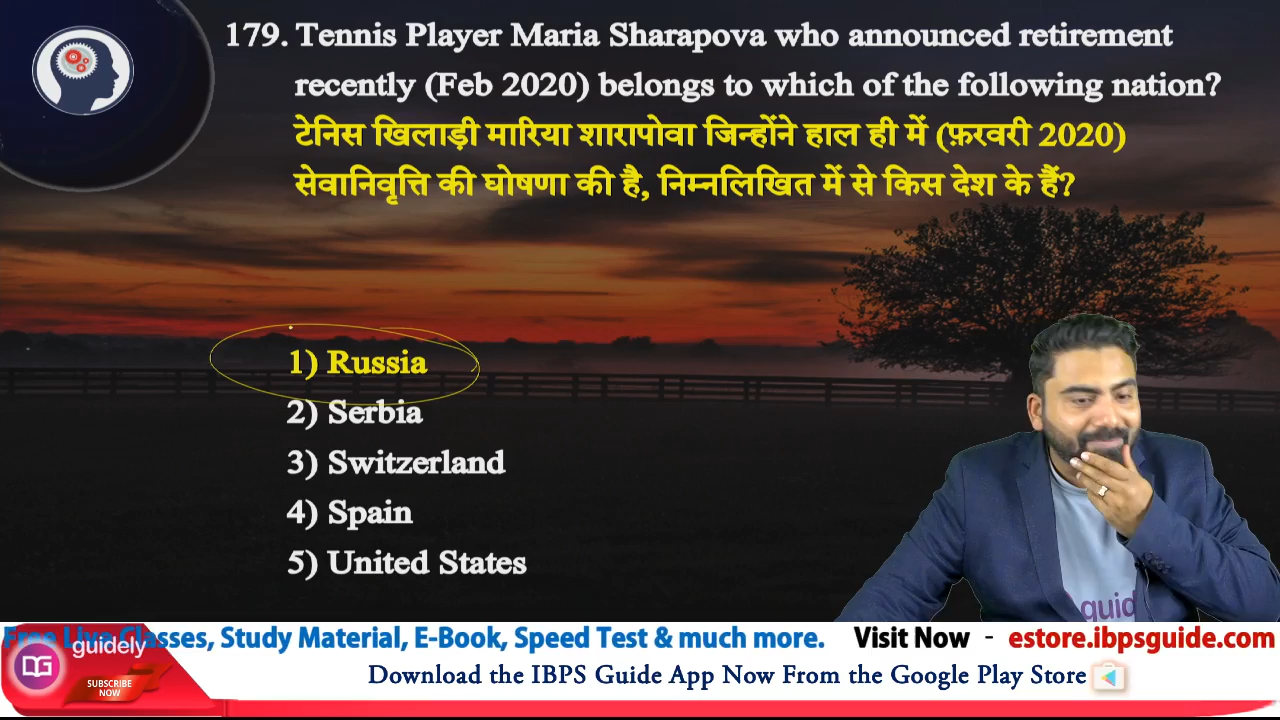 179. Tennis Player Maria Sharapova who announced retirement
recently (Feb 2020) belongs to which of the following nation?
टेनिस खिलाड़ी मारिया शारापोवा जिन्होंने हाल ही में (फ़रवरी 2020)
सेवानिवृत्ति की घोषणा की है, निम्नलिखित में से किस देश के हैं?
1) Russia
2) Serbia
3) Switzerland
4) Spain
5) United States
guid
Free Live Classes, Study Material, E-Book, Speed Test & much more. Visit Now - estore.ibpsguide.com
guidely
SUBSCRIBE
NOW
Download the IBPS Guide App Now From the Google Play Store